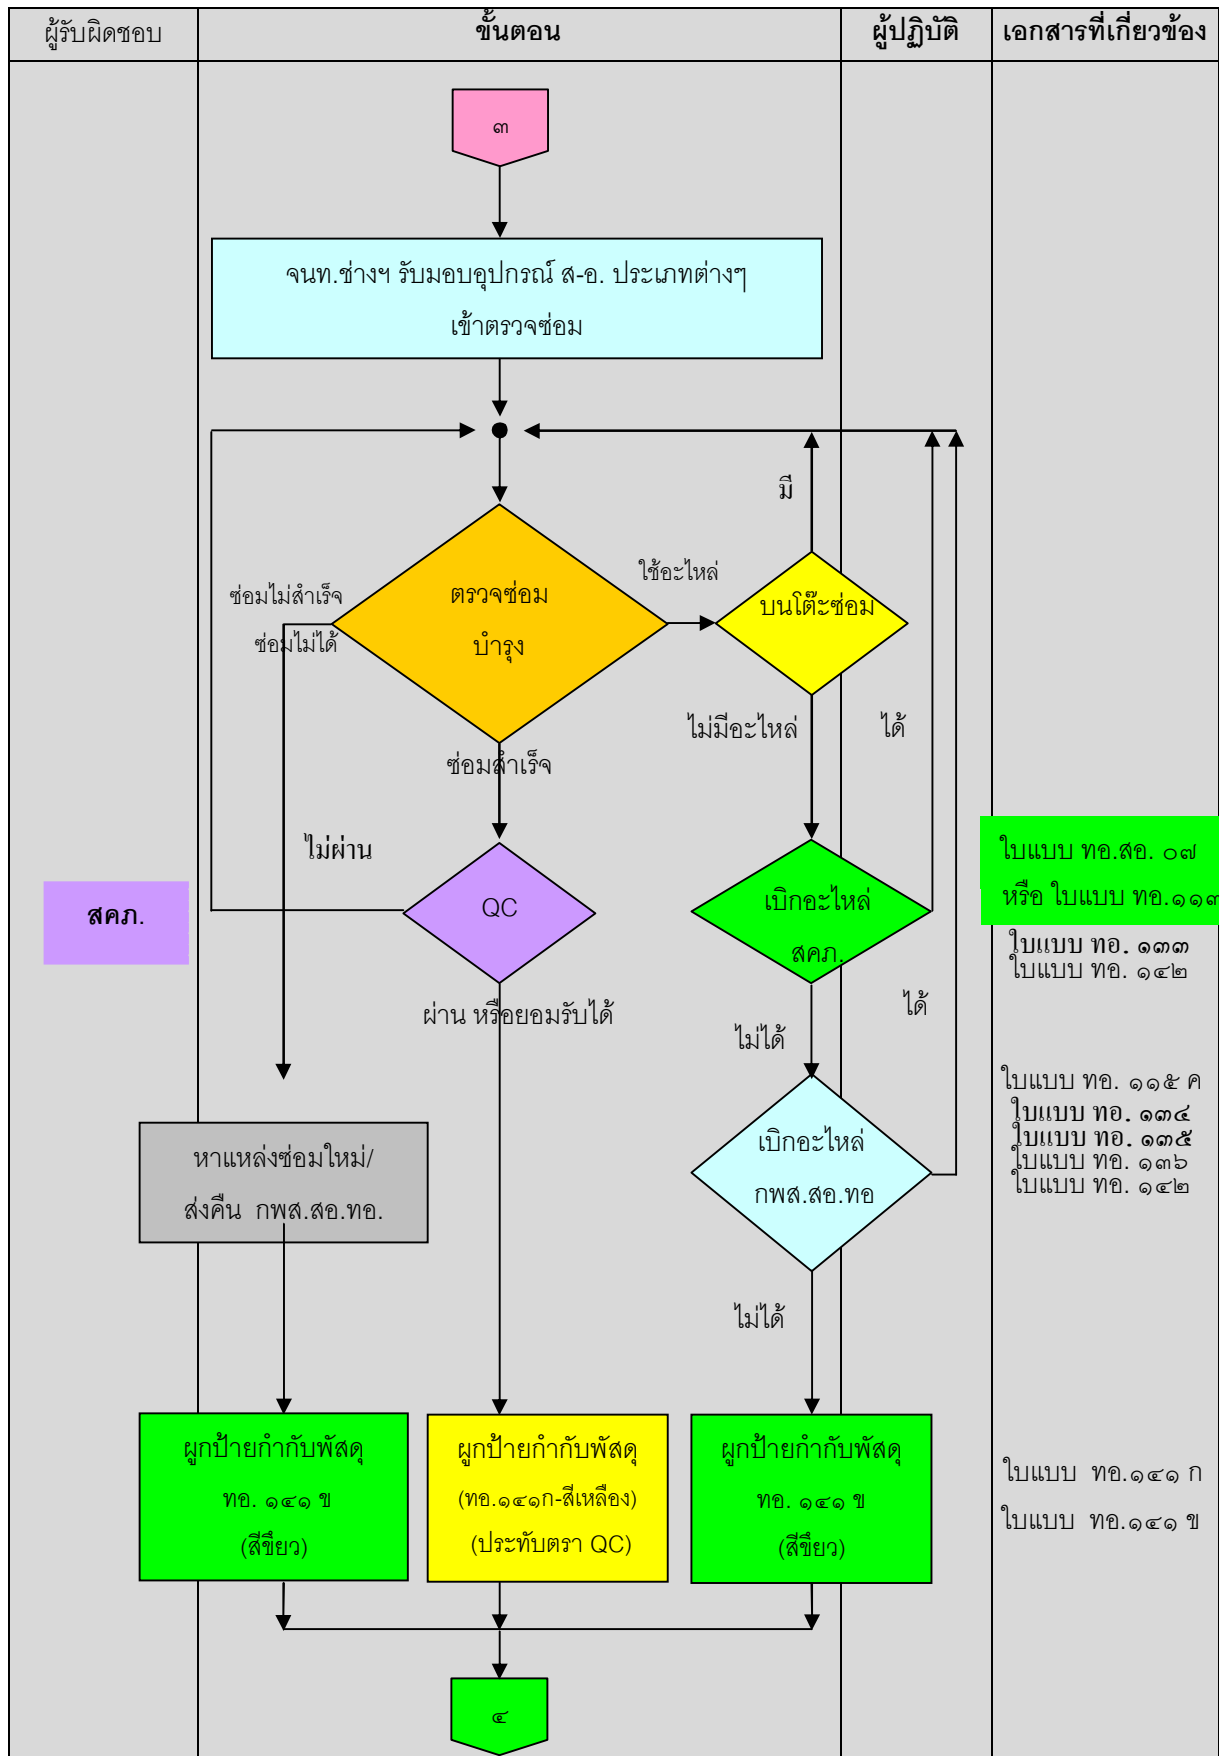 ผู้รับผิดชอบ
ขั้นตอน
ผู้ปฏิบัติ
เอกสารที่เกี่ยวข้อง
๓
จนท.ช่างฯ รับมอบอุปกรณ์ ส-อ. ประเภทต่างๆ
เข้าตรวจซ่อม
มี
ใช้อะไหล่
ซ่อมไม่สำเร็จ
ซ่อมไม่ได้
ตรวจซ่อม
บำรุง
บนโต๊ะซ่อม
ไม่มีอะไหล่
ได้
ซ่อมสำเร็จ
ไม่ผ่าน
สคภ.
QC
เบิกอะไหล่
สคภ.
ใบแบบ ทอ.สอ. ๐๗
หรือ ใบแบบ ทอ.๑๑๓
ใบแบบ ทอ. ๑๓๓
ใบแบบ ทอ. ๑๔๒
ผ่าน หรือยอมรับได้
ไม่ได้
ได้
ใบแบบ ทอ. ๑๑๕ ค
ใบแบบ ทอ. ๑๓๔
ใบแบบ ทอ. ๑๓๕
ใบแบบ ทอ. ๑๓๖
ใบแบบ ทอ. ๑๔๒
หาแหล่งซ่อมใหม่/
ส่งคืน กพส.สอ.ทอ.
เบิกอะไหล่
กพส.สอ.ทอ
ไม่ได้
ผูกป้ายกำกับพัสดุ
ทอ. ๑๔๑ ข
(สีขึยว)
ผูกป้ายกำกับพัสดุ
(ทอ.๑๔๑ก-สีเหลือง)
(ประทับตรา QC)
ผูกป้ายกำกับพัสดุ
ทอ. ๑๔๑ ข
(สีขึยว)
ใบแบบ ทอ.๑๔๑ ก
ใบแบบ ทอ.๑๔๑ ข
๔